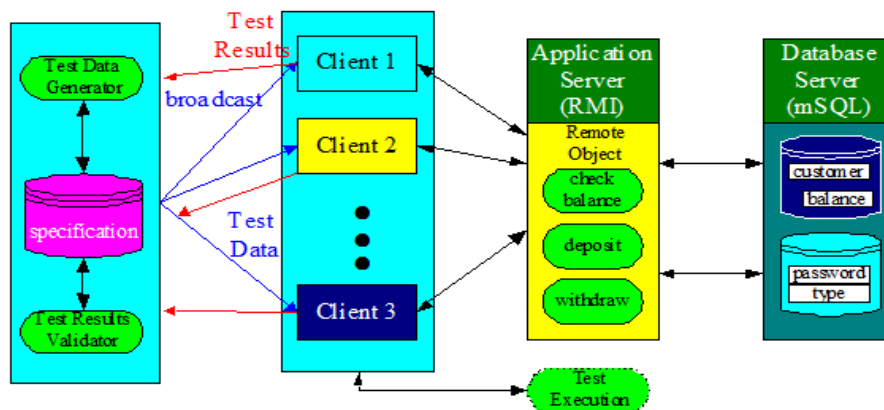 Test Data
Generator
specification
Test Results
Validator
Test
Results
broadcast
Test
Data
Client 1
Client 2
Client 3
Application
Server
(RMI)
Remote
Object
check
balance
deposit
withdraw
Database
Server
(mSQL)
customer
balance
password
type
Test
Execution